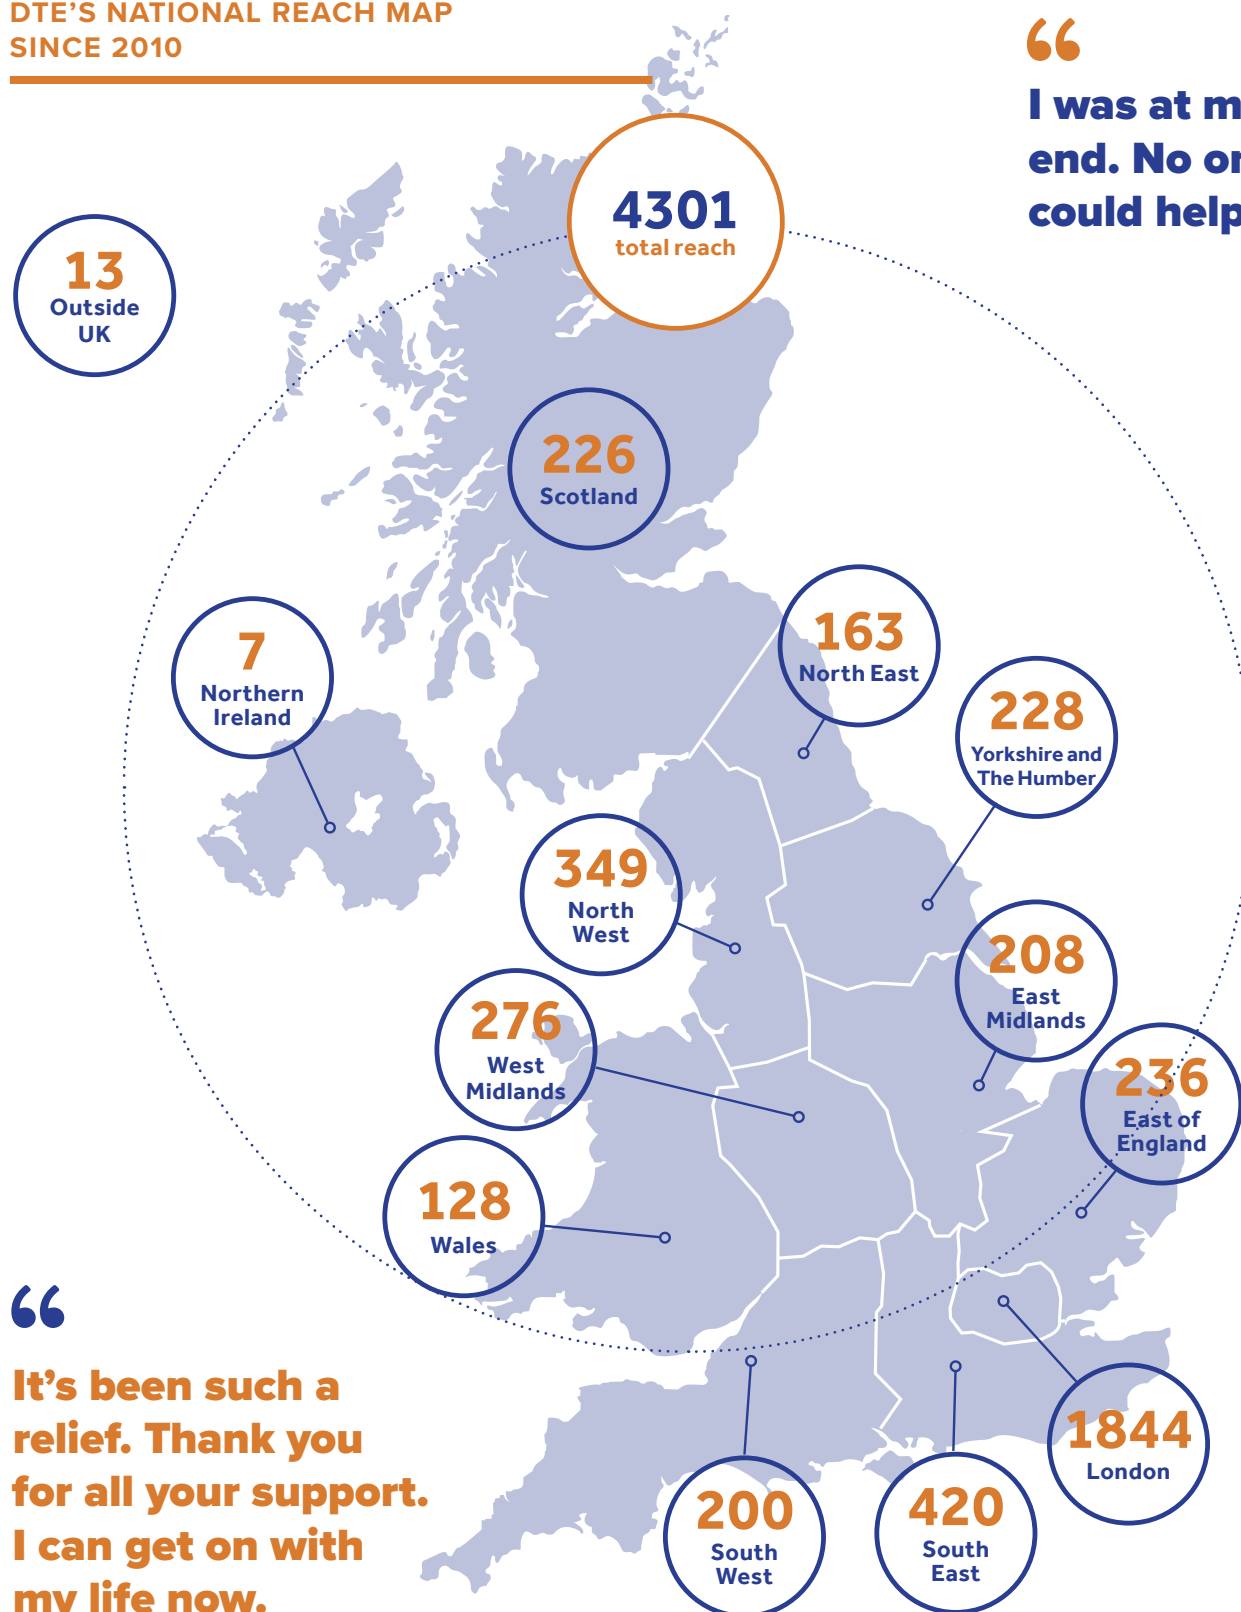 DTE’S NATIONAL REACH MAP
SINCE 2010
“
I was at m
end. No or
could help
4301
total reach
13
Outside
UK
226
Scotland
163
North East
7
Northern
Ireland
228
Yorkshire and
The Humber
349
North
West
208
East
Midlands
276
West
Midlands
236
East of
England
128
Wales
“
It’s been such a
relief. Thank you
for all your support.
I can get on with
my life now.
1844
London
200
South
West
420
South
East